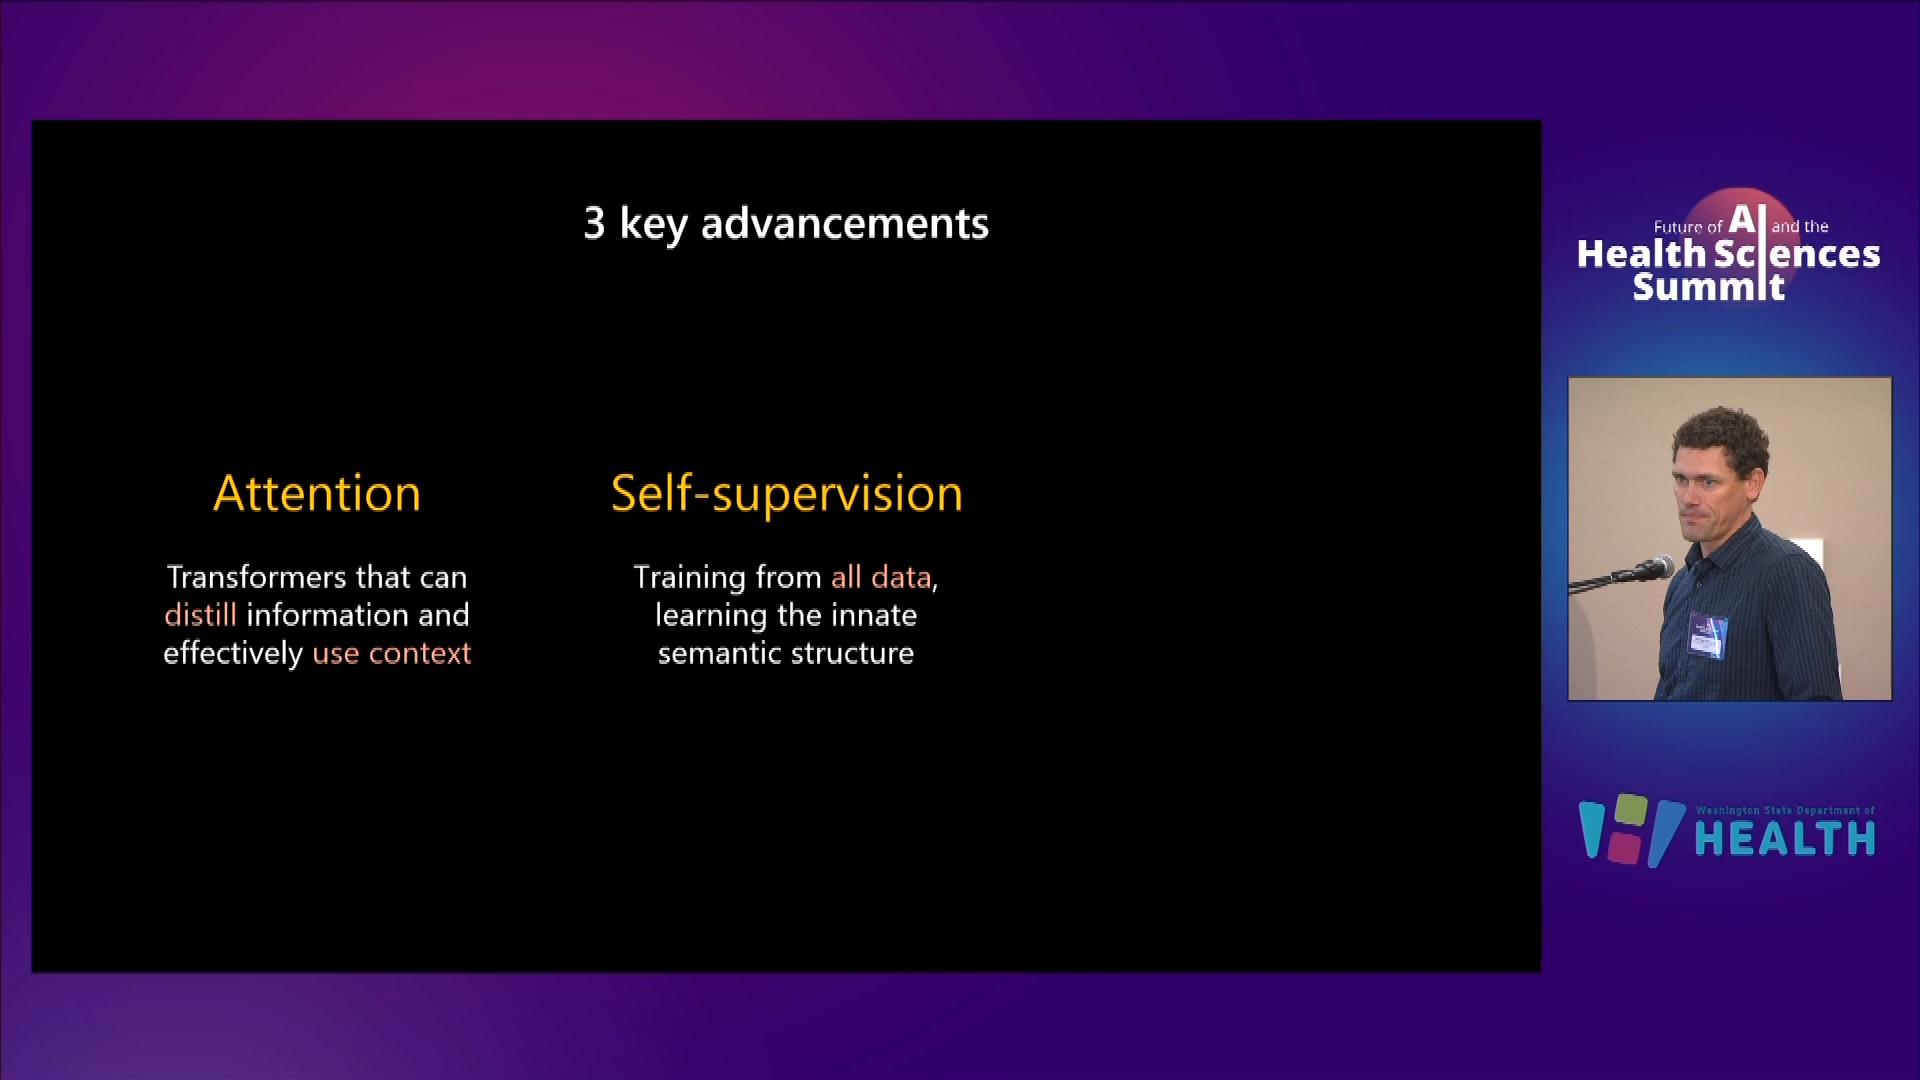 3 key advancements
Attention
Transformers that can
distill information and
effectively use context
Self-supervision
Training from all data,
learning the innate
semantic structure
Future of AI and the
Health Sciences
Summit
Washington State Department of
HEALTH